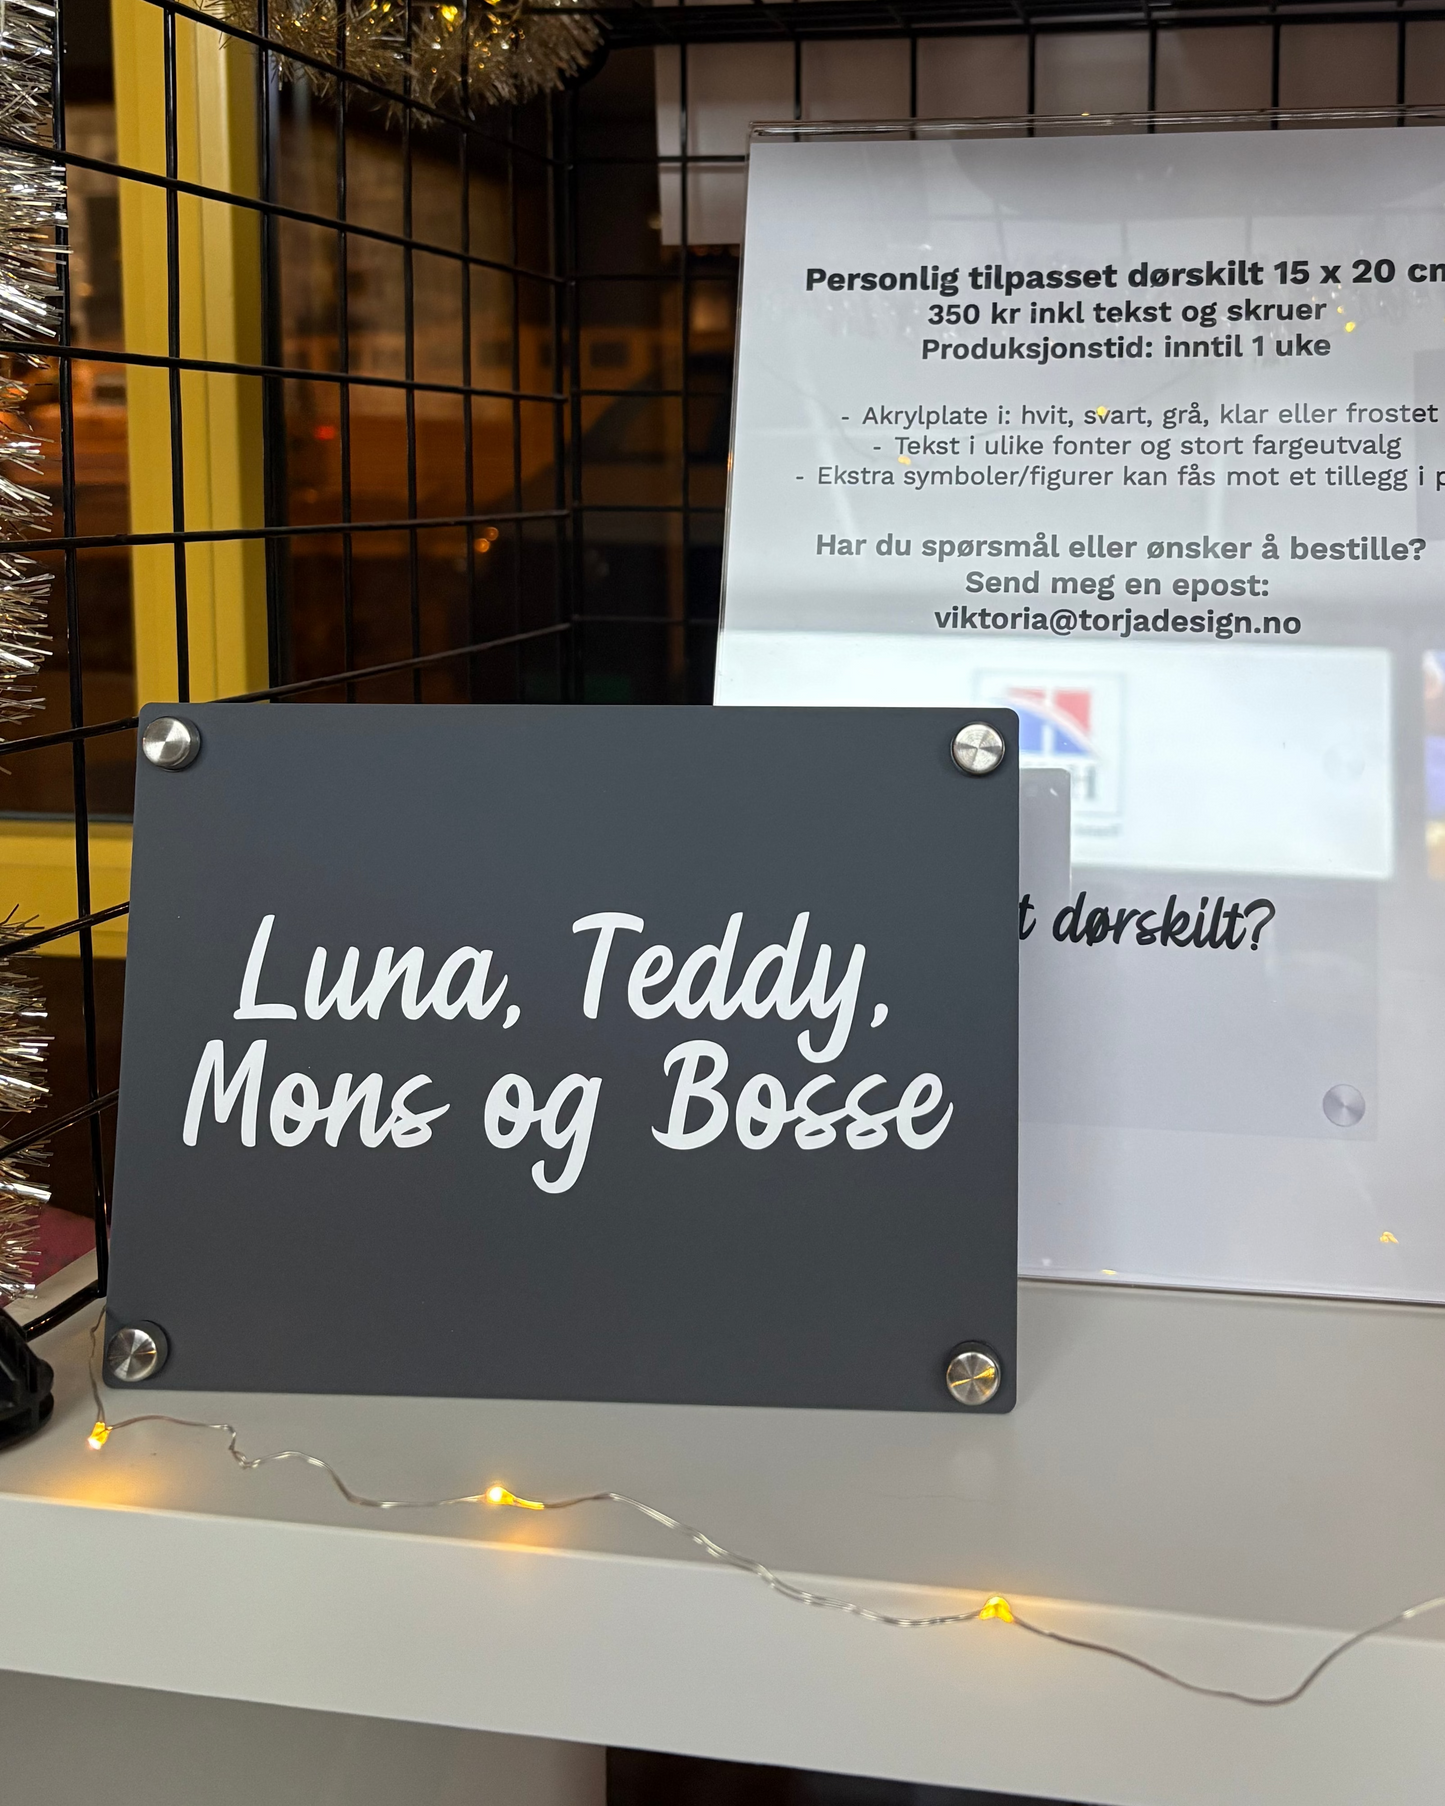 Personlig tilpasset dørskilt 15 x 20
350 kr inkl tekst og skruer
Produksjonstid: inntil 1 uke
- Akrylplate i: hvit, svart, grå, klar eller frostet
- Tekst i ulike fonter og stort fargeutvalg
- Ekstra symboler/figurer kan fås mot et tillegg i
Har du spørsmål eller ønsker å bestille?
Send meg en epost:
viktoria@torjadesign.no
t dørskilt?
Luna, Teddy,
Mons og Bosse